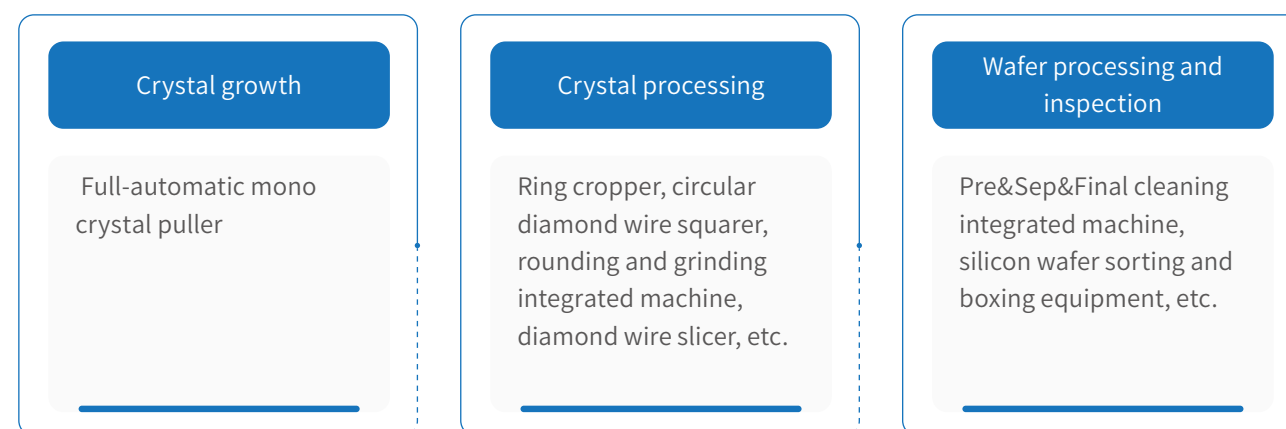 Crystal growth
Full-automatic mono
crystal puller
Crystal processing
Ring cropper, circular
diamond wire squarer,
rounding and grinding
integrated machine,
diamond wire slicer, etc.
Wafer processing and
inspection
Pre&Sep&Final cleaning
integrated machine,
silicon wafer sorting and
boxing equipment, etc.